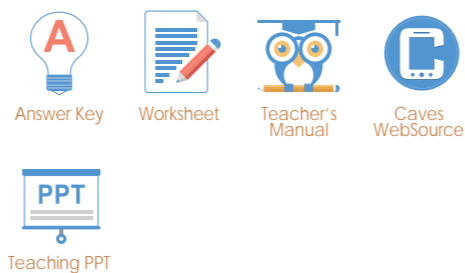 A
Answer Key
Worksheet
Teacher's
Manual
C
Caves
WebSource
PPT
Teaching PPT